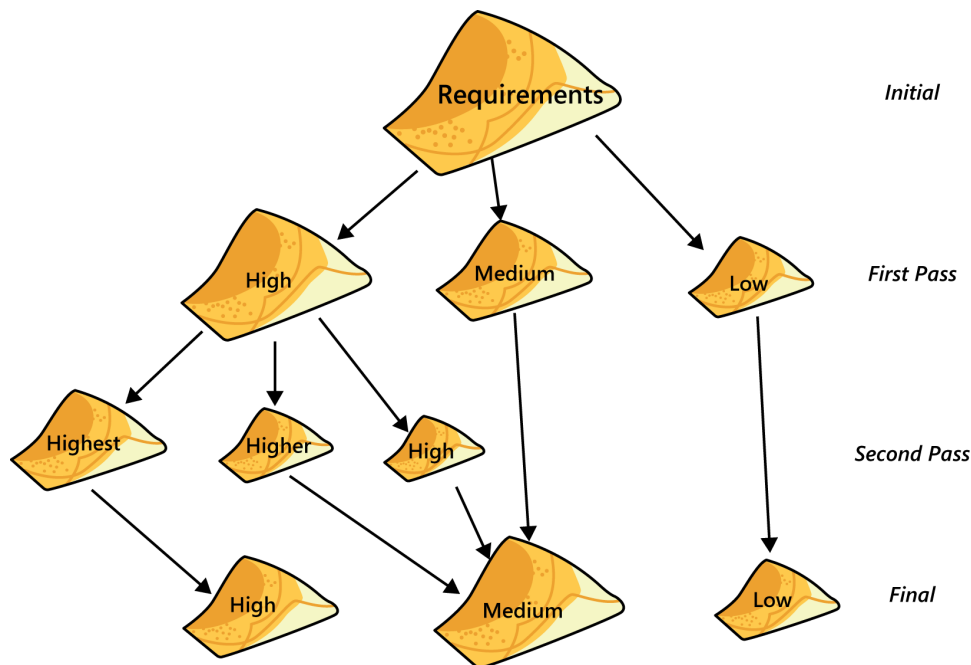 Requirements
Initial
High
Medium
Low
First Pass
Highest
Higher
High
Second Pass
High
Medium
Low
Final